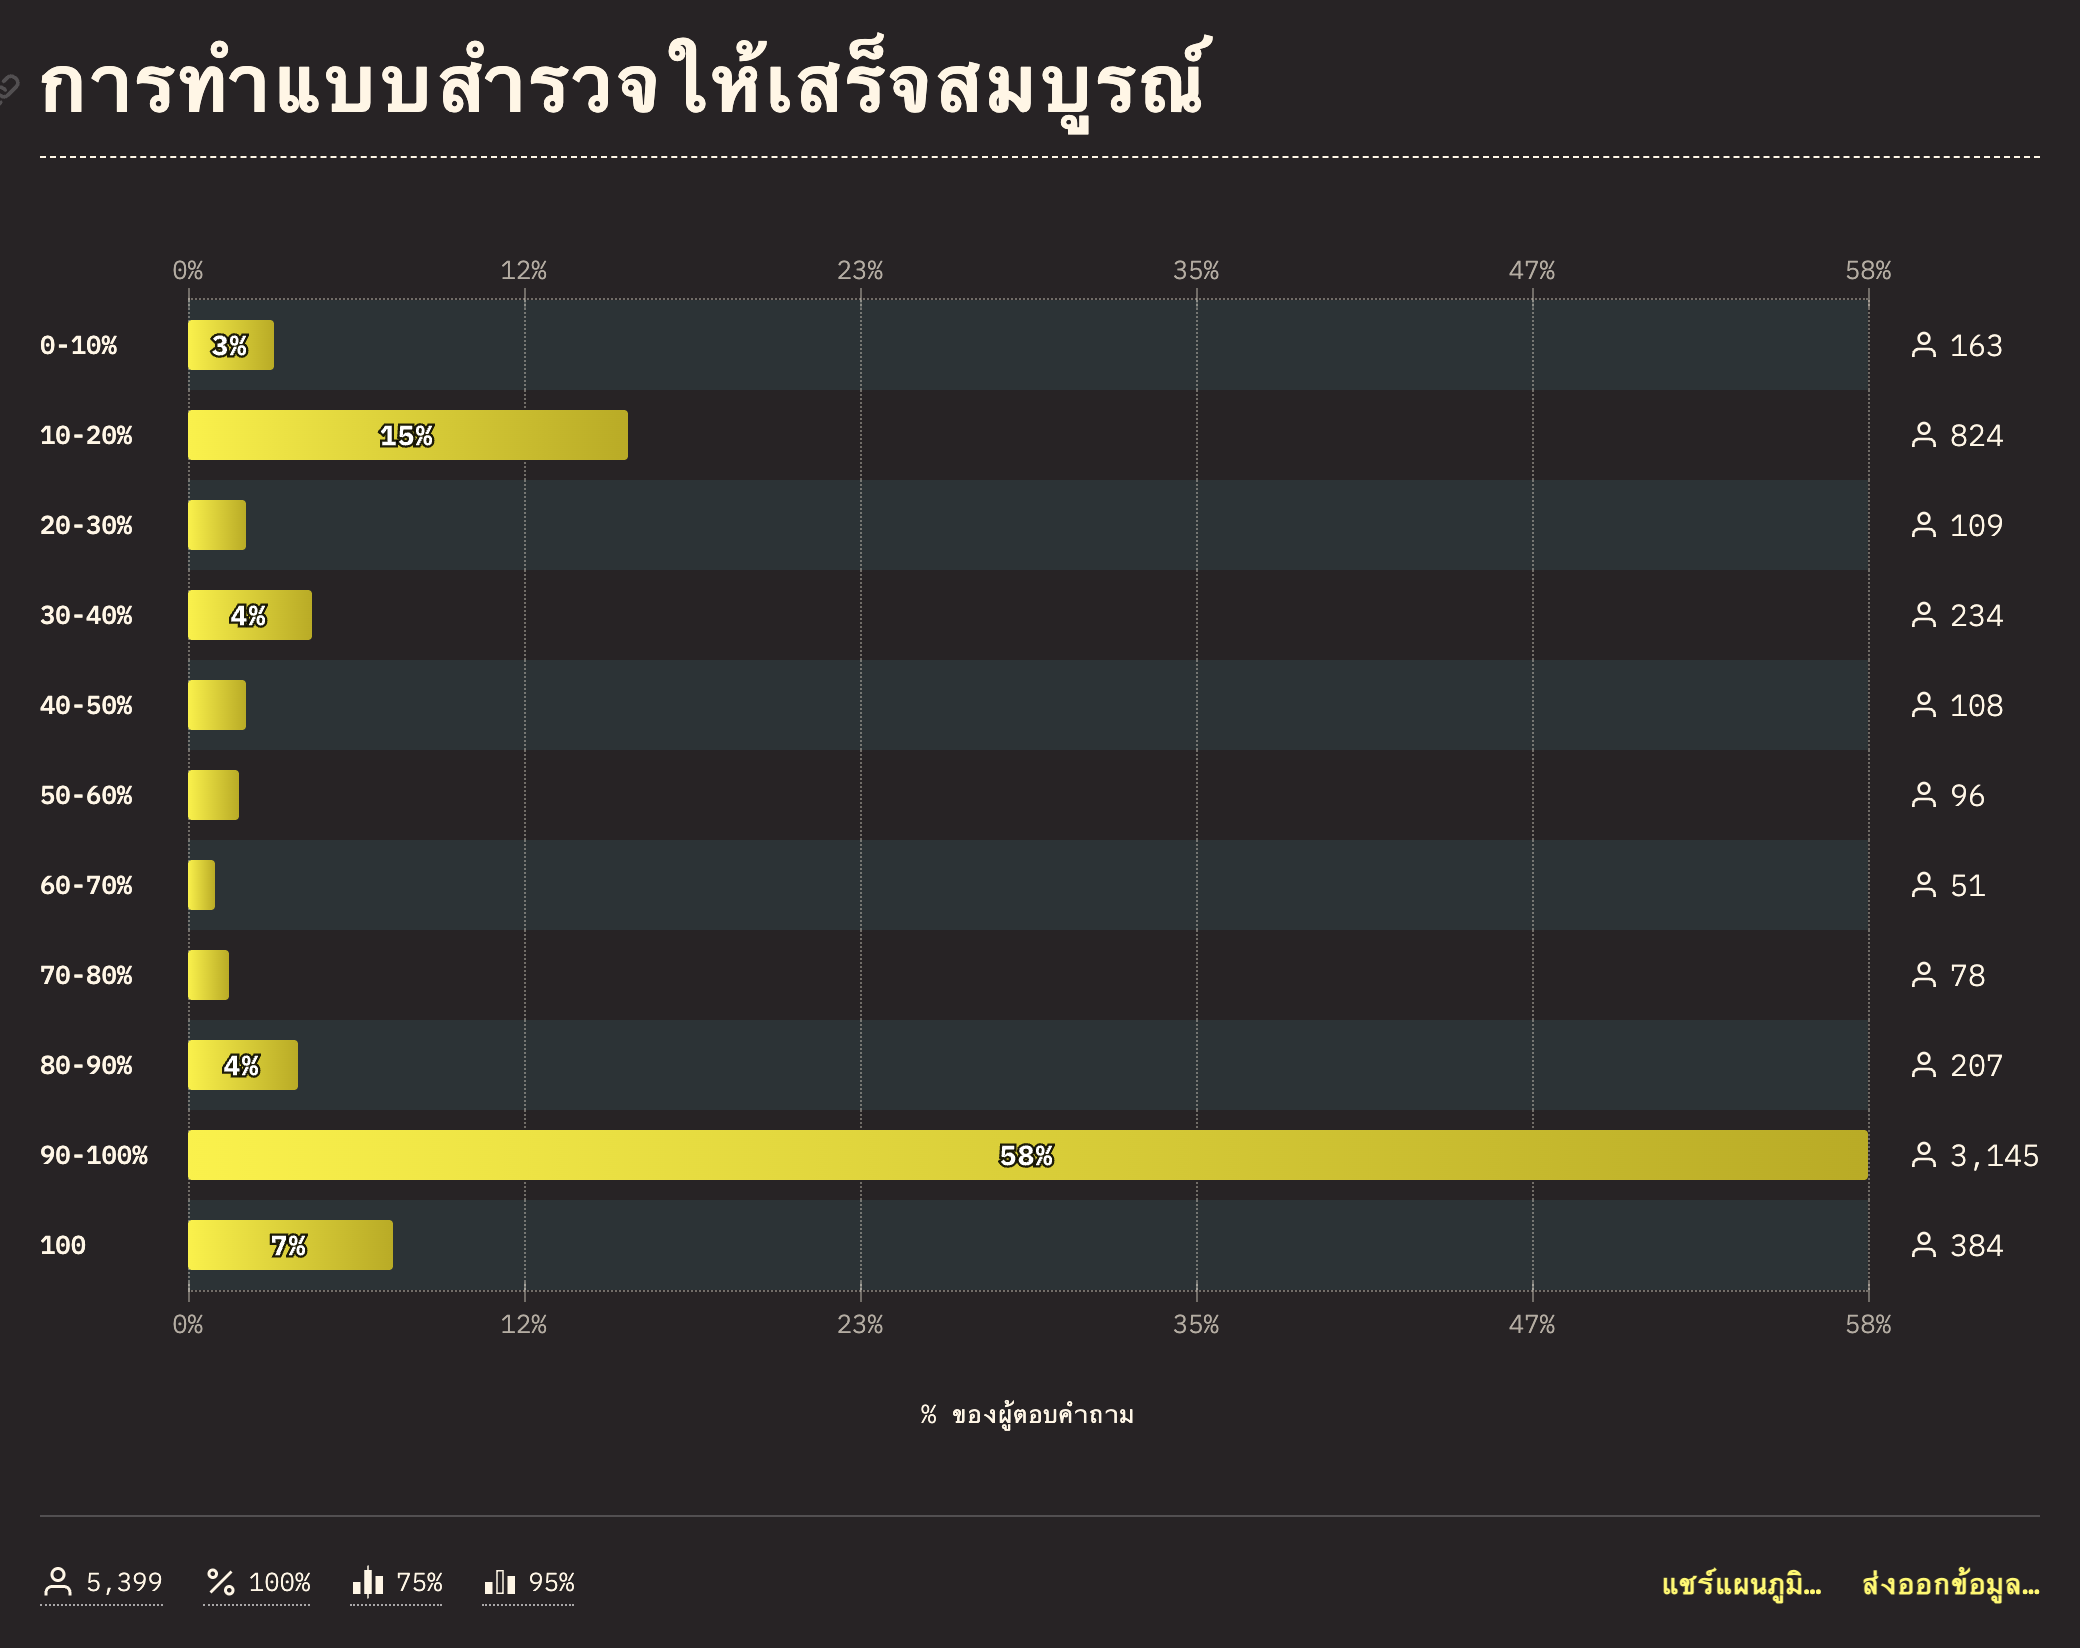 การทำแบบสำรวจให้เสร็จสมบูรณ์
0% 12% 23% 35% 47% 58%
0-10% 3% 163
10-20% 15% 824
20-30% 109
30-40% 4% 234
40-50% 108
50-60% 96
60-70% 51
70-80% 78
80-90% 4% 207
90-100% 58% 3,145
100 7% 384
0% 12% 23% 35% 47% 58%
% ของผู้ตอบคำถาม
5,399 100% 75% 95% แชร์แผนภูมิ… ส่งออกข้อมูล…